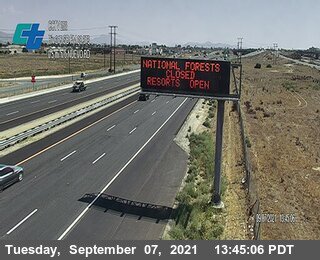 NATIONAL FORESTS
CLOSED
RESORTS OPEN
Tuesday, September 07, 2021 13:45:06 PDT